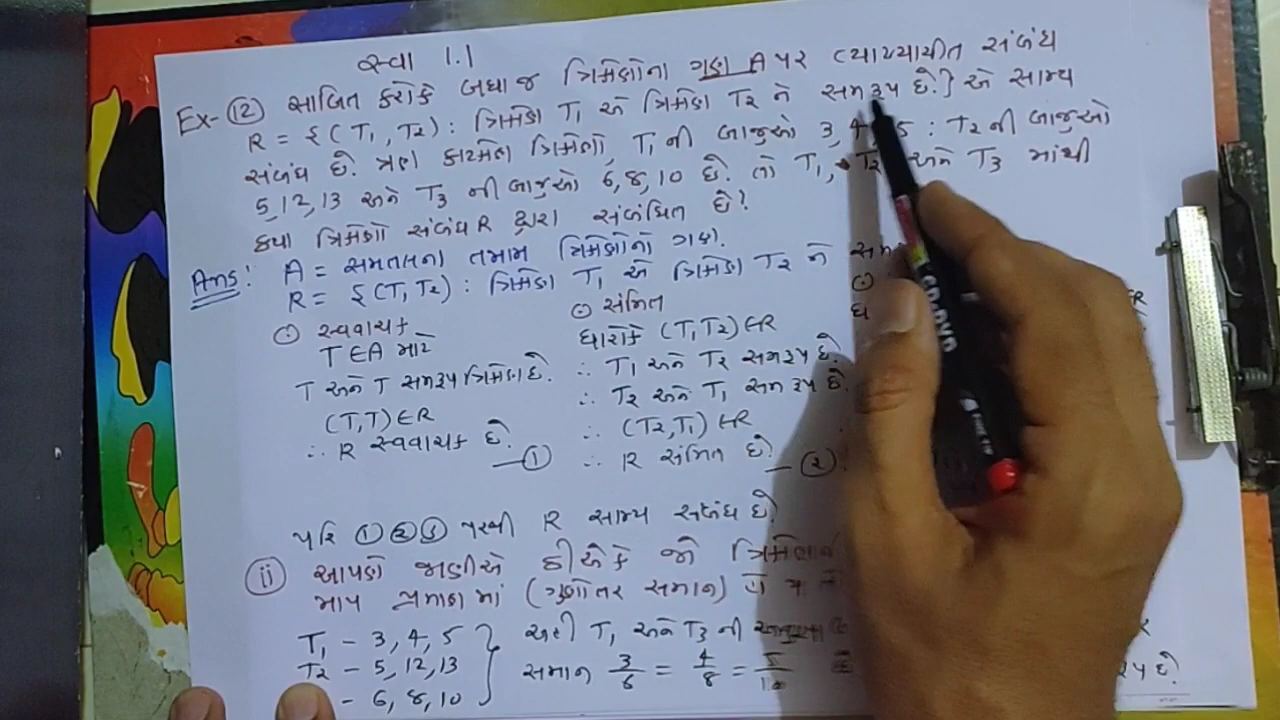 સ્વા 1.1
Ex- (12) સાબિત કરોકે બધાજ ત્રિકોણોના ગણ A પર વ્યાખ્યાયીત સંબંધ
R = {(T1, T2) : ત્રિકોણ T1 એ ત્રિકોણ T2 ને સમરૂપ છે.} એ સામ્ય
સંબંધ છે. ત્રણ કાટકોણ ત્રિકોણો, T1 ની બાજુઓ 3, 4, 5 : T2 ની બાજુઓ
5, 12, 13 અને T3 ની બાજુઓ 6, 8, 10 છે. તો T1, T2 અને T3 માંથી
કયા ત્રિકોણો સંબંધ R દ્વારા સંબંધિત છે?
Ans: A = સમતલના તમામ ત્રિકોણોનો ગણ.
R = {(T1, T2) : ત્રિકોણ T1 એ ત્રિકોણ T2 ને
⊙ સ્વવાચક
T∈A માટે
T અને T સમરૂપ ત્રિકોણ છે.
(T,T)∈R
∴ R સ્વવાચક છે. —(1)
⊙ સંમિત
ધારોકે (T1,T2)∈R
∴ T1 અને T2 સમરૂપ છે.
∴ T2 અને T1 સમરૂપ છે.
∴ (T2,T1)∈R
∴ R સંમિત છે. —(2)
પરિ (1) (2) (3) પરથી R સામ્ય સંબંધ છે.
(ii) આપણે જાણીએ છીએકે જો
માપ પ્રમાણમાં (ગુણોતર સમાન)
T1 - 3, 4, 5
T2 - 5, 12, 13
- 6, 8, 10
અહી T1 અને T3 ની
સમાન 3/6 = 4/8 = 5/10